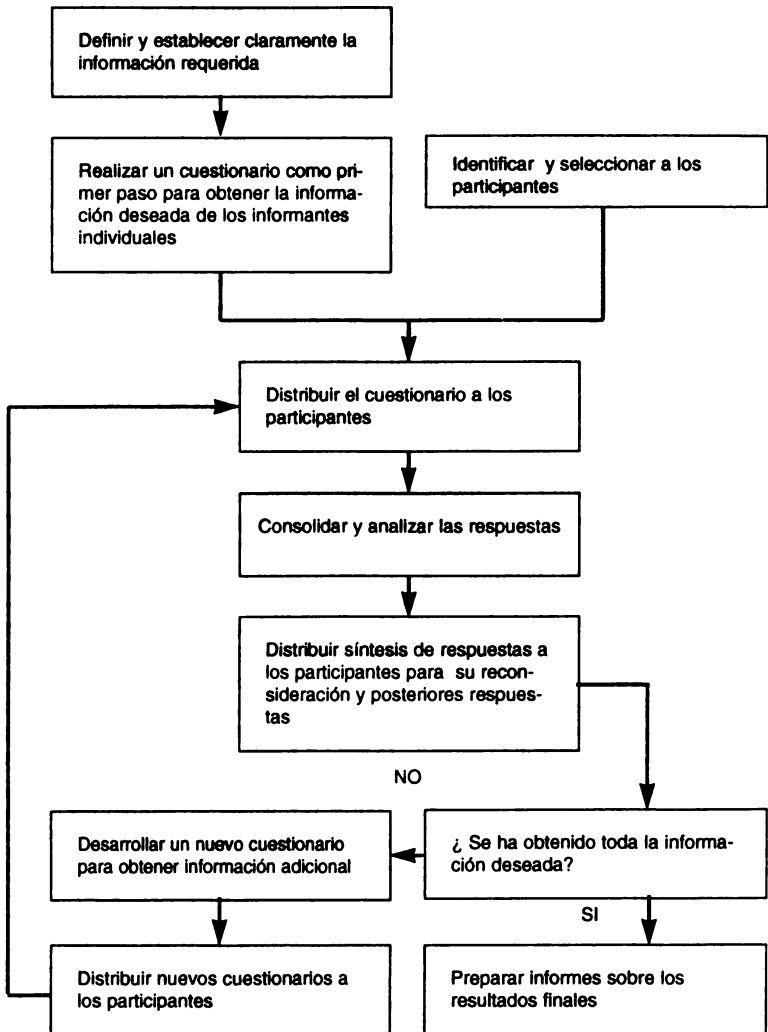 Definir y establecer claramente la
información requerida
Realizar un cuestionario como pri-
mer paso para obtener la informa-
ción deseada de los informantes
individuales
Identificar y seleccionar a los
participantes
Distribuir el cuestionario a los
participantes
Consolidar y analizar las respuestas
Distribuir síntesis de respuestas a
los participantes para su recon-
sideración y posteriores respues-
tas
NO
Desarrollar un nuevo cuestionario
para obtener información adicional
¿ Se ha obtenido toda la informa-
ción deseada?
SI
Distribuir nuevos cuestionarios a
los participantes
Preparar informes sobre los
resultados finales